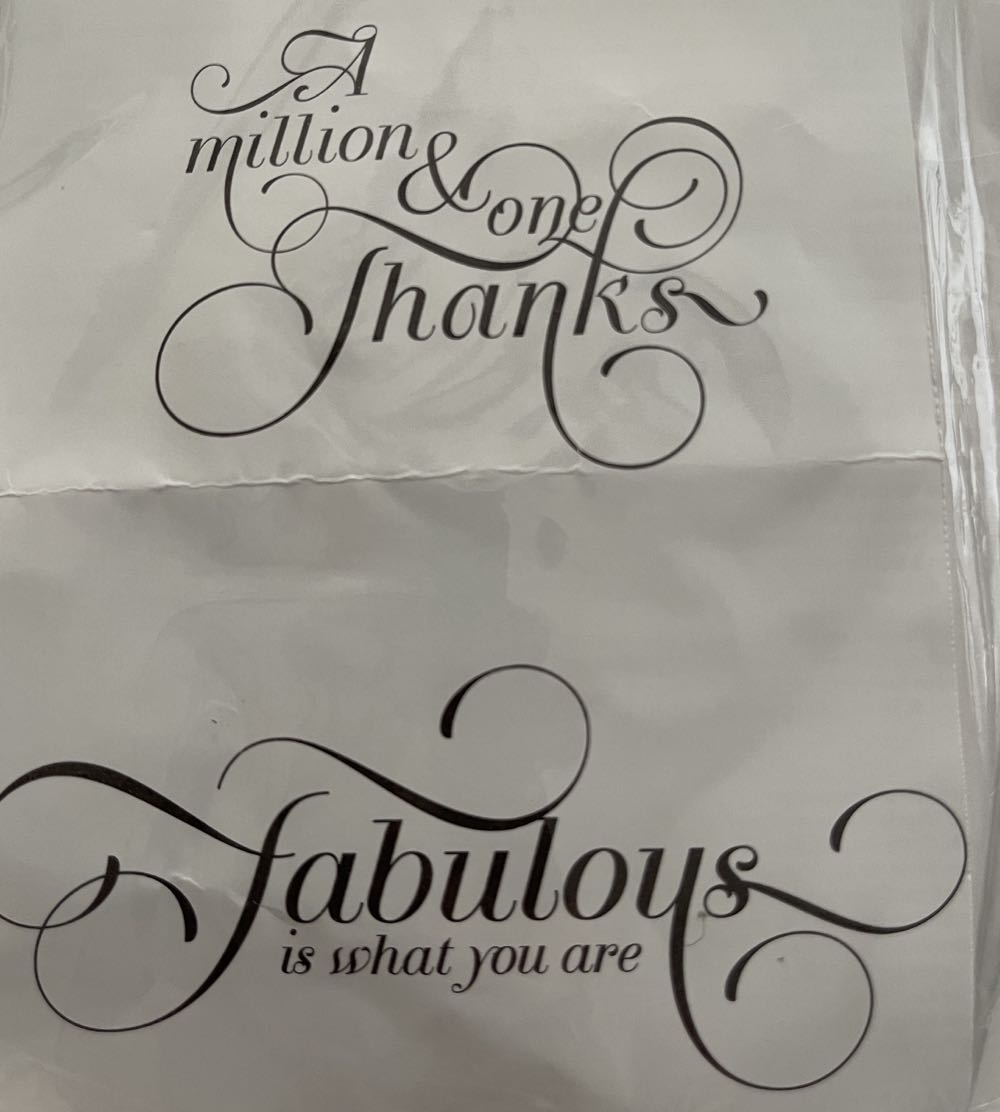 A
million
& one
Thanks
fabulous
is what you are